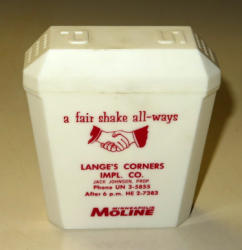 a fair shake all-ways
LANGE'S CORNERS
IMPL. CO.
JACK JOHNSON, PROP
Phone UN 3-5855
After 6 p.m. HE 2-7283
MINNEAPOLIS
MOLINE